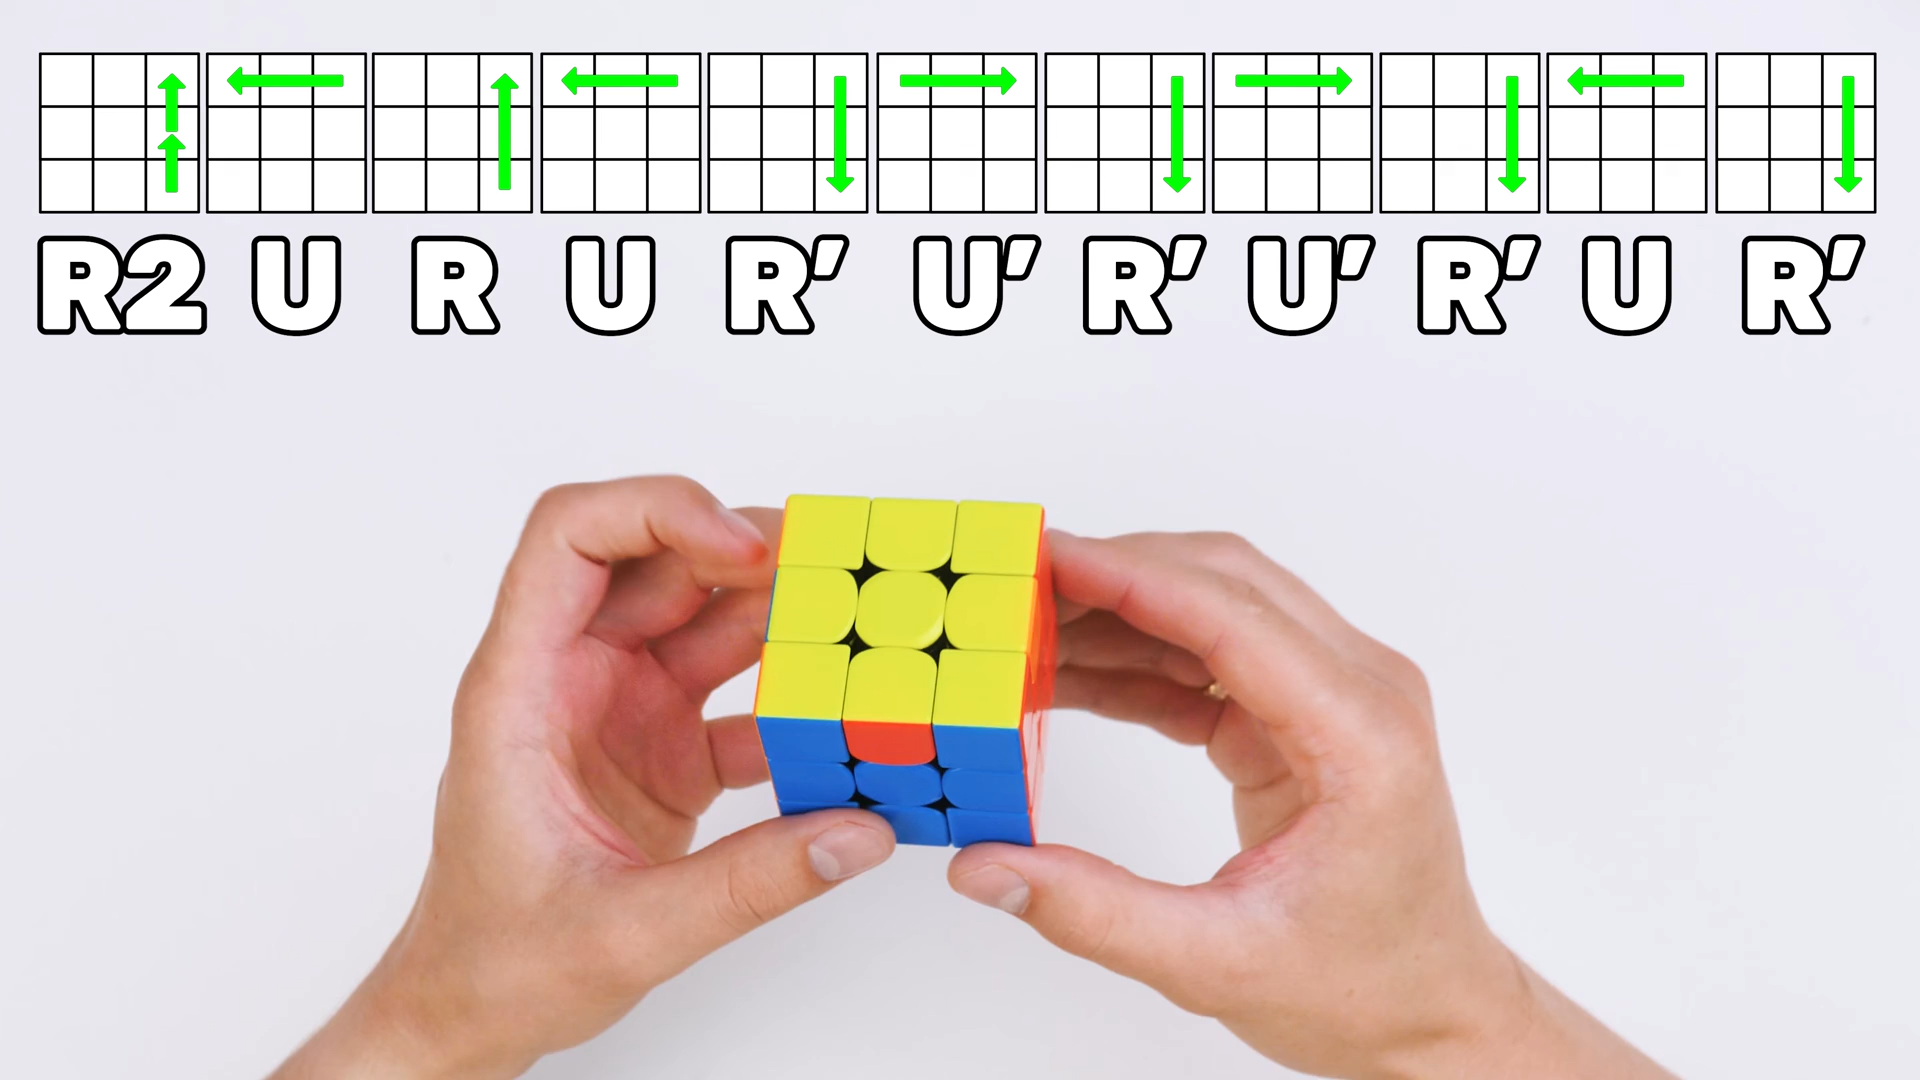 R2 U R U R′ U′ R′ U′ R′ U R′